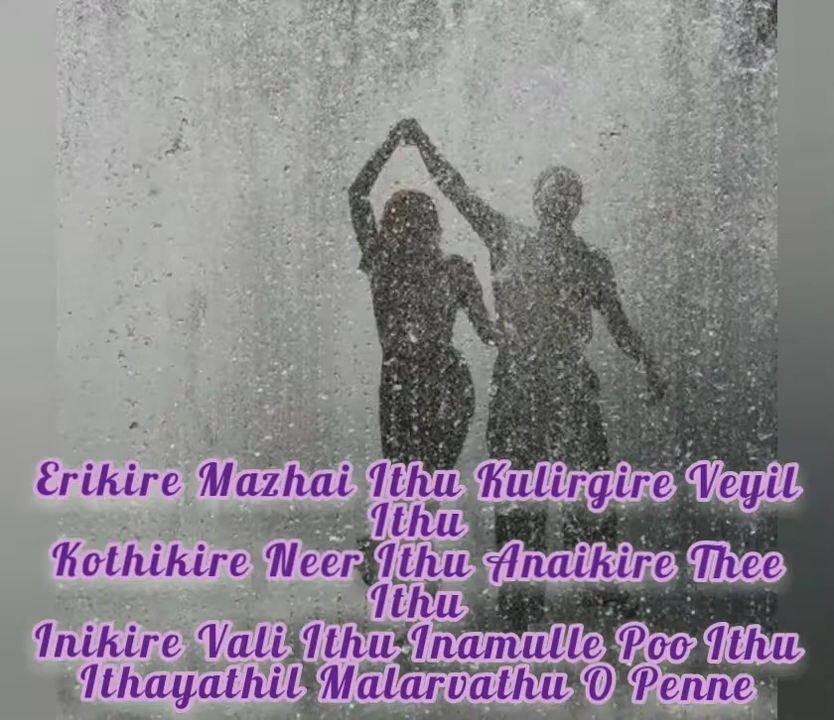 Erikire Mazhai Ithu Kulirgire Veyil
Ithu
Kothikire Neer Ithu Anaikire Thee
Ithu
Inikire Vali Ithu Inamulle Poo Ithu
Ithayathil Malarvathu O Penne